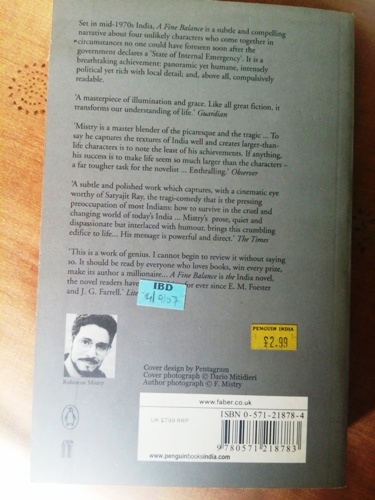 Set in mid-1970s India, A Fine Balance is a subtle and compelling
narrative about four unlikely characters who come together in
circumstances no one could have foreseen soon after the
government declares a 'State of Internal Emergency'. It is a
breathtaking achievement: panoramic yet humane, intensely
political yet rich with local detail; and, above all, compulsively
readable.
'A masterpiece of illumination and grace. Like all great fiction, it
transforms our understanding of life.' Guardian
'Mistry is a master blender of the picaresque and the tragic ... To
say he captures the textures of India well and creates larger-than-
life characters is to note the least of his achievements. If anything,
his success is to make life seem so much larger than the characters –
a far tougher task for the novelist ... Enthralling.' Observer
'A subtle and polished work which captures, with a cinematic eye
worthy of Satyajit Ray, the tragi-comedy that is the pressing
preoccupation of most Indians: how to survive in the cruel and
changing world of today's India ... Mistry's prose, quiet and
dispassionate but interlaced with humour, brings this crumbling
edifice to life... His message is powerful and direct.' The Times
'This is a work of genius. I cannot begin to review it without saying
so. It should be read by everyone who loves books, win every prize,
make its author a millionaire... A Fine Balance is the India novel,
the novel readers have for ever since E. M. Forster
and J. G. Farrell.'
IBD
PENGUIN INDIA
£2.99
Rohinton Mistry
Cover design by Pentagram
Cover photograph © Dario Mitidieri
Author photograph © F. Mistry
ff
www.faber.co.uk
UK £7.99 RRP
ISBN 0-571-21878-4
9 780571 218783
www.penguinbooksindia.com